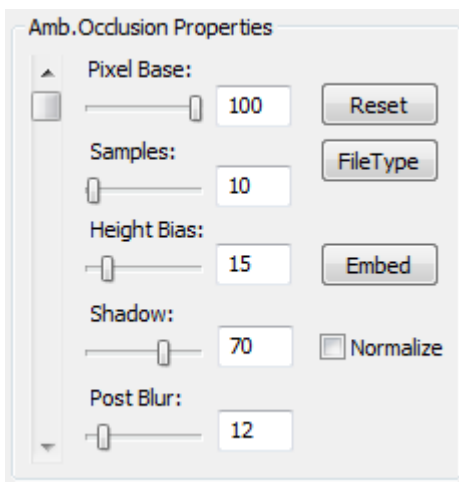 Amb.Occlusion Properties
Pixel Base:
100
Reset
Samples:
10
FileType
Height Bias:
15
Embed
Shadow:
70
Normalize
Post Blur:
12